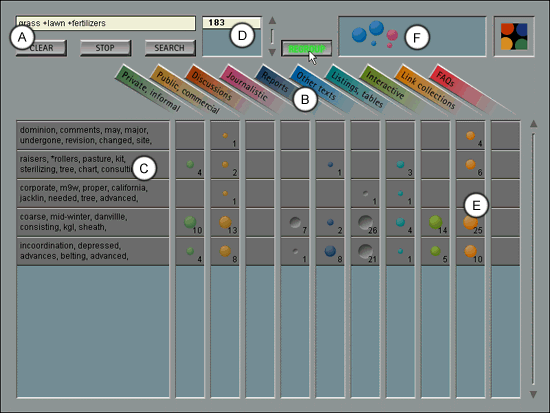 grass +lawn +fertilizers
183
A
D
F
CLEAR STOP SEARCH
Private, informal
Public, commercial
Discussions
Journalistic
Reports
Other texts
Listings, tables
Interactive
Link collections
FAQs
B
dominion, comments, may, major,
undergone, revision, changed, site,
1 4
raisers, *rollers, pasture, kit,
sterilizing, tree, chart, consulti
C
4 2 1 3 6
corporate, m9w, proper, california,
jacklin, needed, tree, advanced,
1 1 1
E
coarse, mid-winter, danvillle,
consisting, kgl, sheath,
10 13 7 2 26 4 14 25
incoordination, depressed,
advances, belting, advanced,
4 8 1 8 21 1 5 10